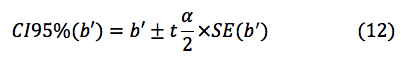 CI95%(b′) = b′ ± t α/2 ×SE(b′) (12)